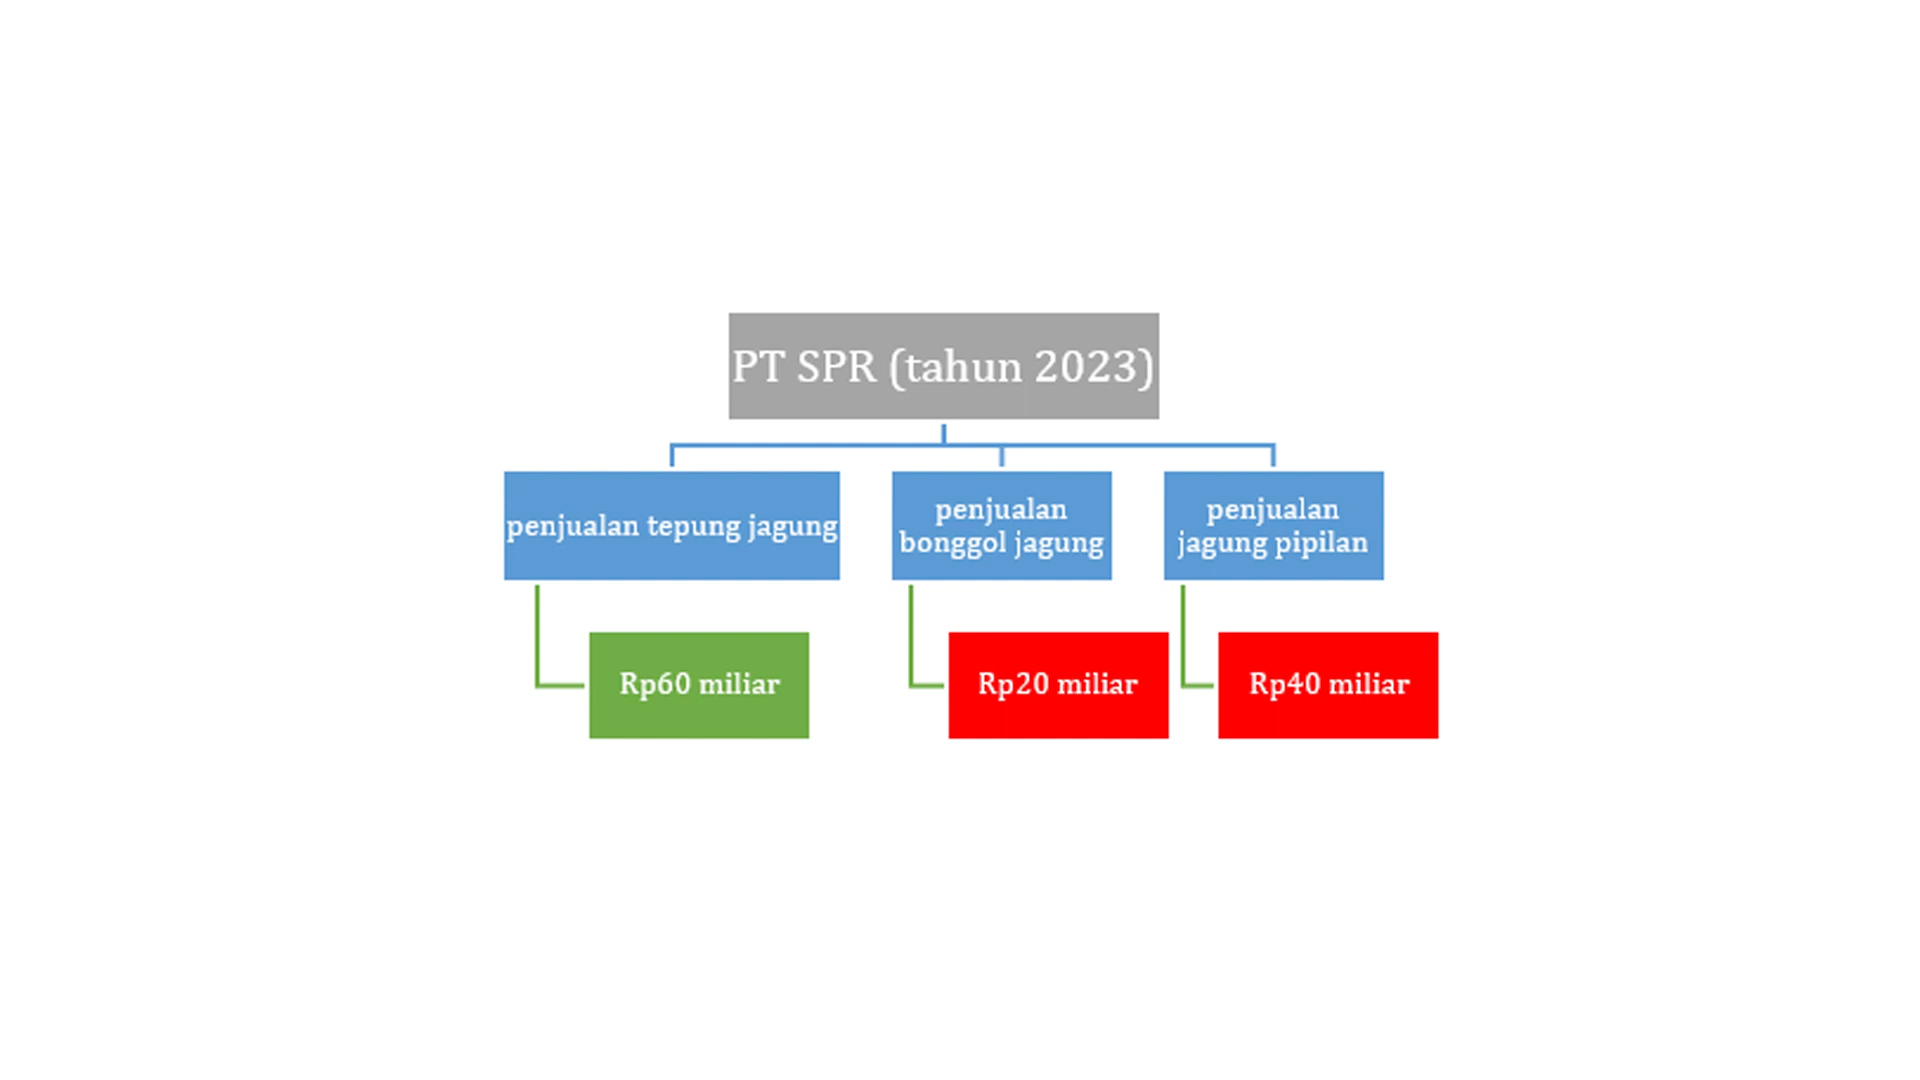 PT SPR (tahun 2023)
penjualan tepung jagung
penjualan
bonggol jagung
penjualan
jagung pipilan
Rp60 miliar
Rp20 miliar
Rp40 miliar